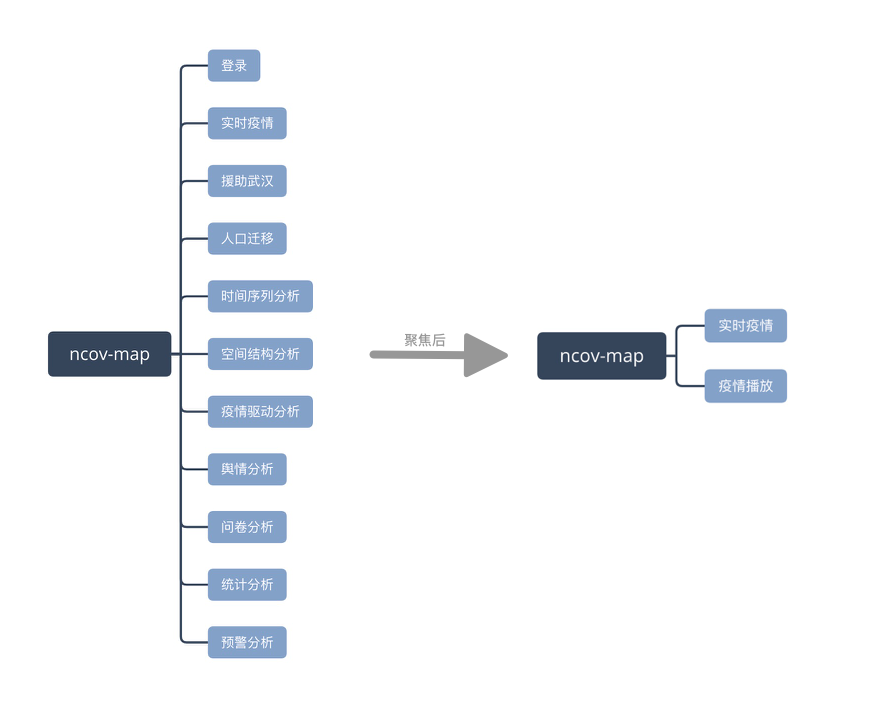 登录
实时疫情
援助武汉
人口迁移
时间序列分析
ncov-map
空间结构分析
疫情驱动分析
舆情分析
问卷分析
统计分析
预警分析
聚焦后
ncov-map
实时疫情
疫情播放